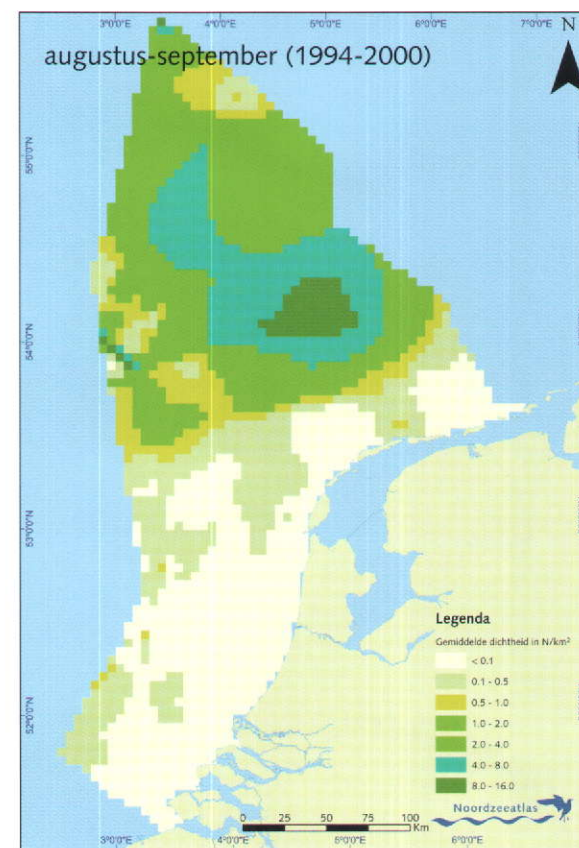 3°0'0"E 4°0'0"E 5°0'0"E 6°0'0"E 7°0'0"E
N
augustus-september (1994-2000)
55°0'0"N
54°0'0"N
53°0'0"N
52°0'0"N
Legenda
Gemiddelde dichtheid in N/km²
< 0.1
0.1 - 0.5
0.5 - 1.0
1.0 - 2.0
2.0 - 4.0
4.0 - 8.0
8.0 - 16.0
Noordzeeatlas
0 25 50 75 100
Km
3°0'0"E 4°0'0"E 5°0'0"E 6°0'0"E